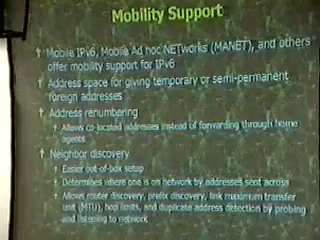 Mobility Support
† Mobile IPv6, Mobile Ad hoc NETworks (MANET), and others
offer mobility support for IPv6
† Address space for giving temporary or semi-permanent
foreign addresses
† Address renumbering
† Allows co-located addresses instead of forwarding through home
agents
† Neighbor discovery
† Easier out-of-box setup
† Determines where one is on network by addresses sent across
† Allows router discovery, prefix discovery, link maximum transfer
unit (MTU), hop limits, and duplicate address detection by probing
and listening to network